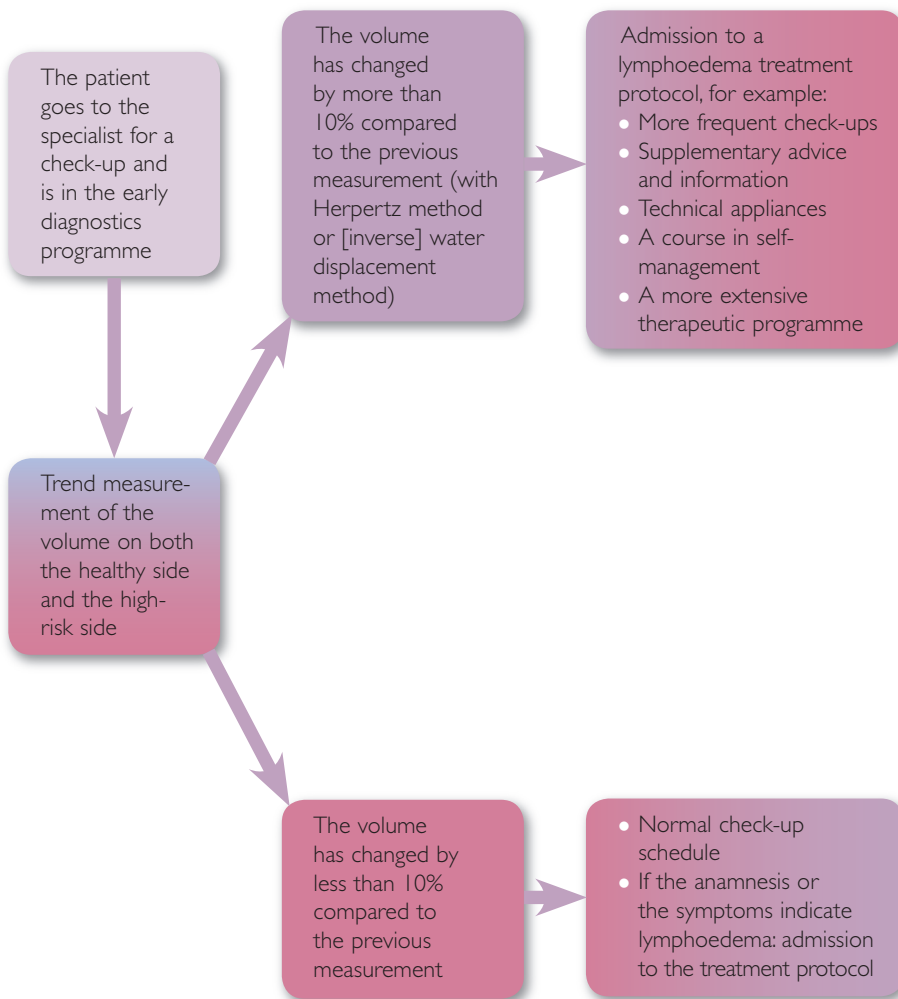 The patient
goes to the
specialist for a
check-up and
is in the early
diagnostics
programme
Trend measure-
ment of the
volume on both
the healthy side
and the high-
risk side
The volume
has changed
by more than
10% compared
to the previous
measurement (with
Herpertz method
or [inverse] water
displacement
method)
Admission to a
lymphoedema treatment
protocol, for example:
• More frequent check-ups
• Supplementary advice
and information
• Technical appliances
• A course in self-
management
• A more extensive
therapeutic programme
The volume
has changed by
less than 10%
compared to
the previous
measurement
• Normal check-up
schedule
• If the anamnesis or
the symptoms indicate
lymphoedema: admission
to the treatment protocol